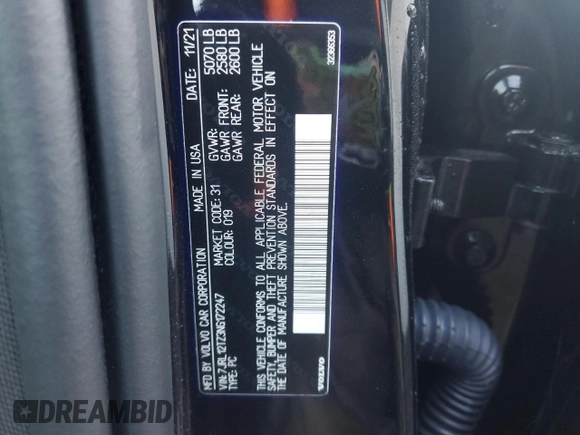 MFD BY VOLVO CAR CORPORATION MADE IN USA DATE: 11/21
VIN: 7JRL12TZ3NG172247 GVWR: 5070 LB
TYPE: PC MARKET CODE: 31 GAWR FRONT: 2580 LB
COLOUR: 019 GAWR REAR: 2600 LB
THIS VEHICLE CONFORMS TO ALL APPLICABLE FEDERAL MOTOR VEHICLE
SAFETY, BUMPER AND THEFT PREVENTION STANDARDS IN EFFECT ON
THE DATE OF MANUFACTURE SHOWN ABOVE.
VOLVO 32365353
DREAMBID